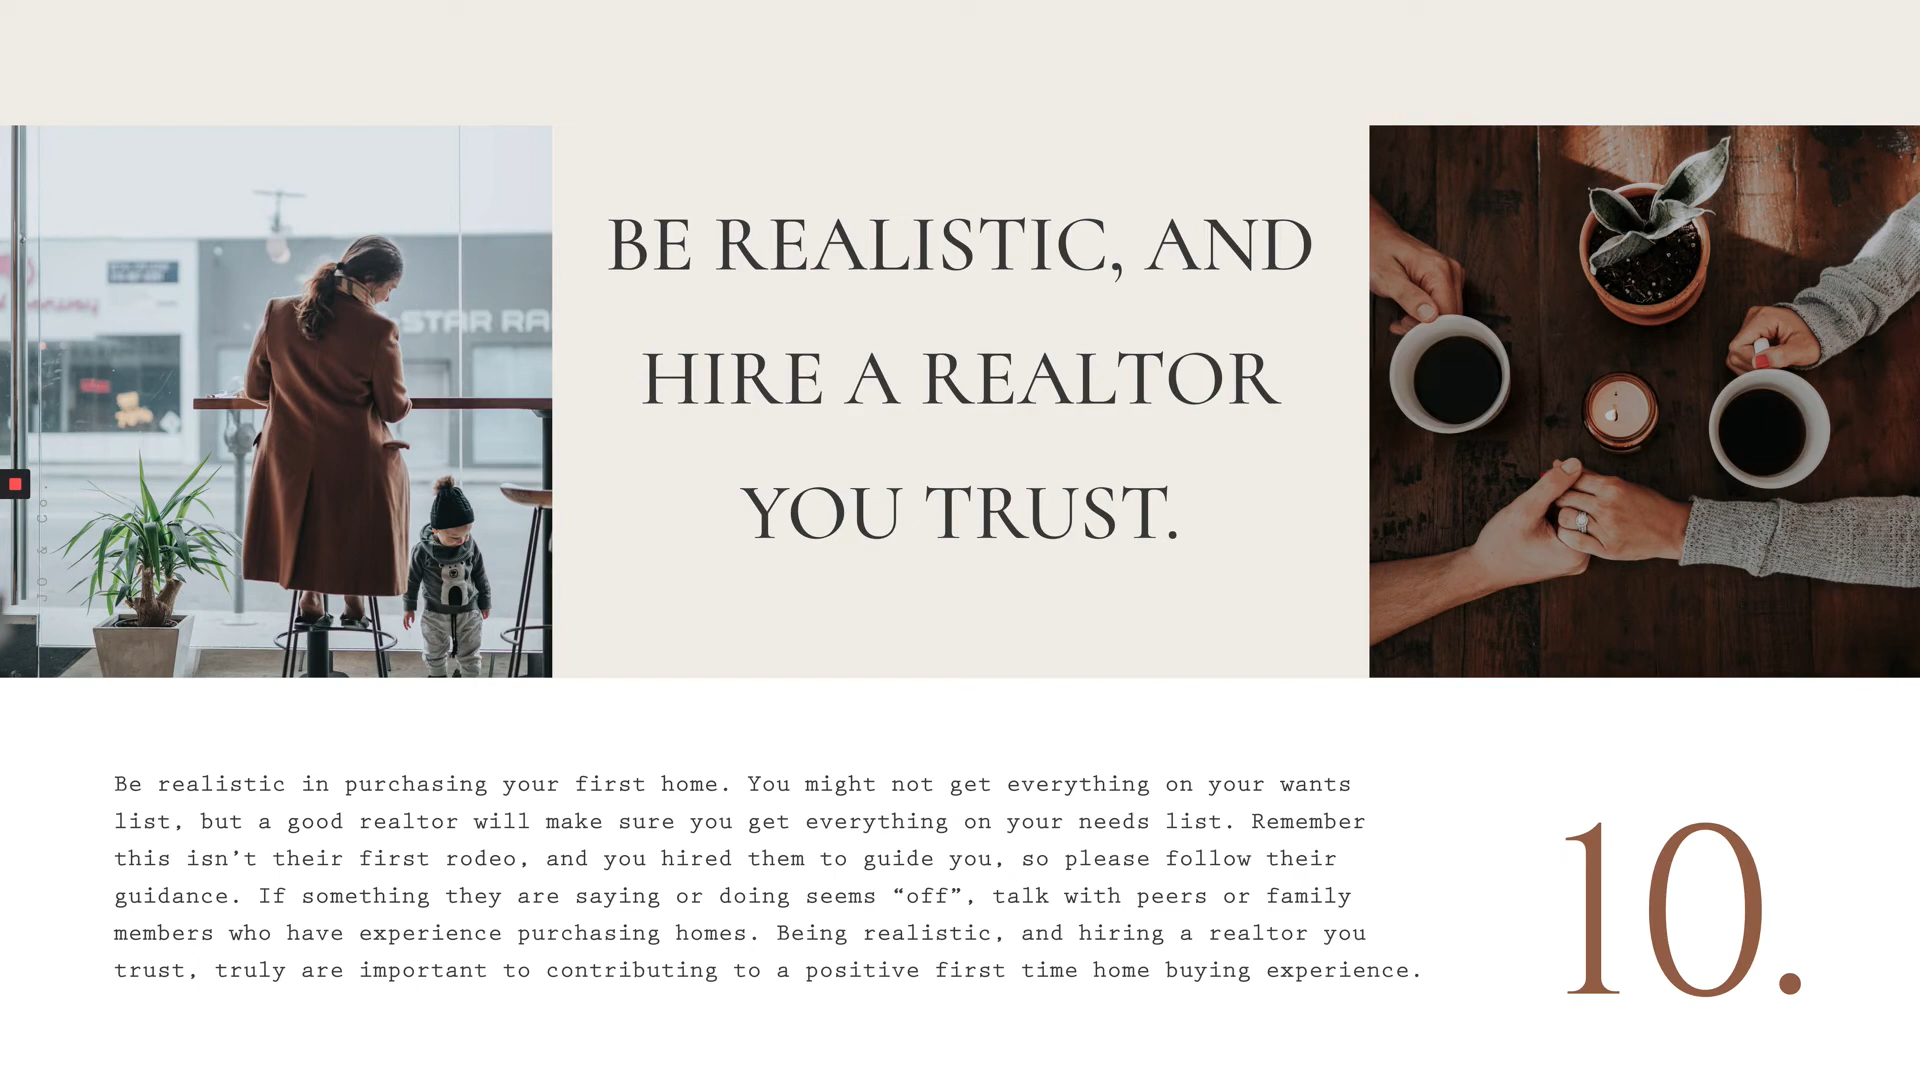 BE REALISTIC, AND
HIRE A REALTOR
YOU TRUST.
STAR RA
JO & Co.
Be realistic in purchasing your first home. You might not get everything on your wants
list, but a good realtor will make sure you get everything on your needs list. Remember
this isn’t their first rodeo, and you hired them to guide you, so please follow their
guidance. If something they are saying or doing seems “off”, talk with peers or family
members who have experience purchasing homes. Being realistic, and hiring a realtor you
trust, truly are important to contributing to a positive first time home buying experience.
10.